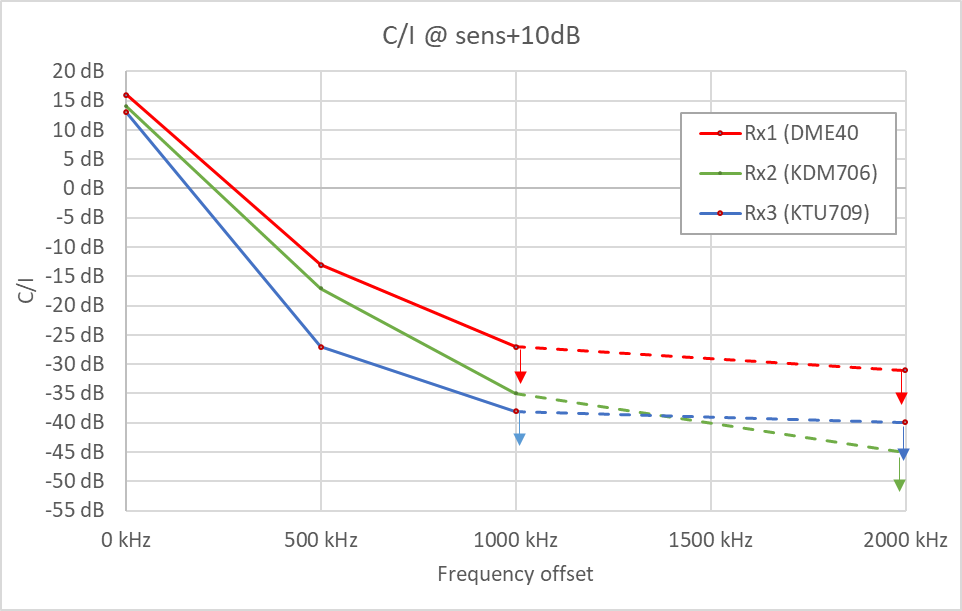 C/I @ sens+10dB
20 dB
15 dB
10 dB
5 dB
0 dB
-5 dB
-10 dB
-15 dB
-20 dB
-25 dB
-30 dB
-35 dB
-40 dB
-45 dB
-50 dB
-55 dB
C/I
Rx1 (DME40
Rx2 (KDM706)
Rx3 (KTU709)
0 kHz
500 kHz
1000 kHz
1500 kHz
2000 kHz
Frequency offset